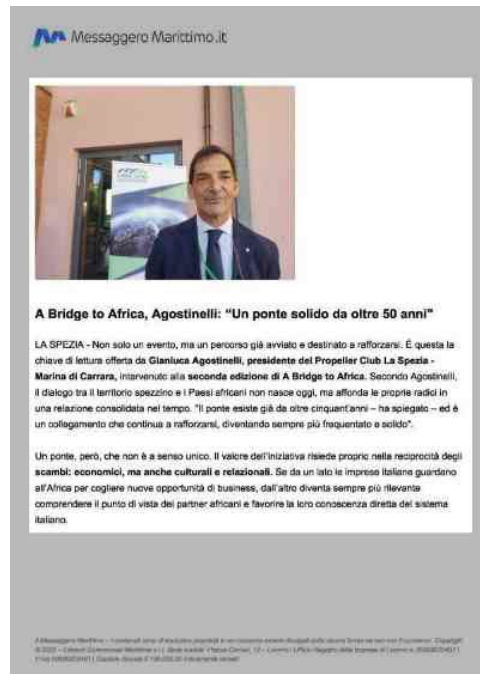 Messaggero Marittimo.it
A Bridge to Africa, Agostinelli: “Un ponte solido da oltre 50 anni"
LA SPEZIA - Non solo un evento, ma un percorso già avviato e destinato a rafforzarsi. È questa la
chiave di lettura offerta da Gianluca Agostinelli, presidente del Propeller Club La Spezia -
Marina di Carrara, intervenuto alla seconda edizione di A Bridge to Africa. Secondo Agostinelli,
il dialogo tra il territorio spezzino e i Paesi africani non nasce oggi, ma affonda le proprie radici in
una relazione consolidata nel tempo. "Il ponte esiste già da oltre cinquant'anni – ha spiegato – ed è
un collegamento che continua a rafforzarsi, diventando sempre più frequentato e solido".
Un ponte, però, che non è a senso unico. Il valore dell'iniziativa risiede proprio nella reciprocità degli
scambi: economici, ma anche culturali e relazionali. Se da un lato le imprese italiane guardano
all'Africa per cogliere nuove opportunità di business, dall'altro diventa sempre più rilevante
comprendere il punto di vista dei partner africani e favorire la loro conoscenza diretta del sistema
italiano.